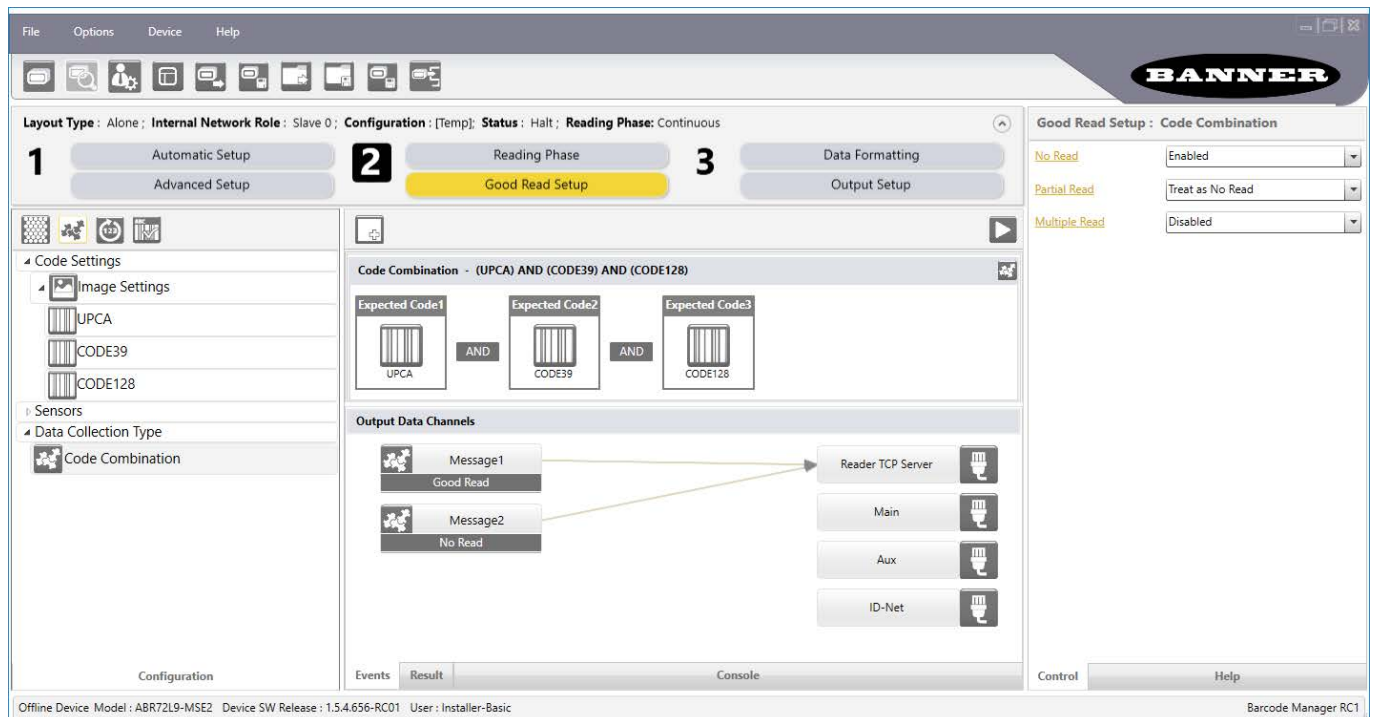 File Options Device Help
BANNER
Layout Type : Alone ; Internal Network Role : Slave 0 ; Configuration : [Temp]; Status : Halt ; Reading Phase: Continuous
1
Automatic Setup
Advanced Setup
2
Reading Phase
Good Read Setup
3
Data Formatting
Output Setup
Code Settings
Image Settings
UPCA
CODE39
CODE128
Sensors
Data Collection Type
Code Combination
Configuration
Code Combination - (UPCA) AND (CODE39) AND (CODE128)
Expected Code1
UPCA
AND
Expected Code2
CODE39
AND
Expected Code3
CODE128
Output Data Channels
Message1
Good Read
Message2
No Read
Reader TCP Server
Main
Aux
ID-Net
Events Result Console
Good Read Setup : Code Combination
No Read Enabled
Partial Read Treat as No Read
Multiple Read Disabled
Control Help
Offline Device Model : ABR72L9-MSE2 Device SW Release : 1.5.4.656-RC01 User : Installer-Basic
Barcode Manager RC1